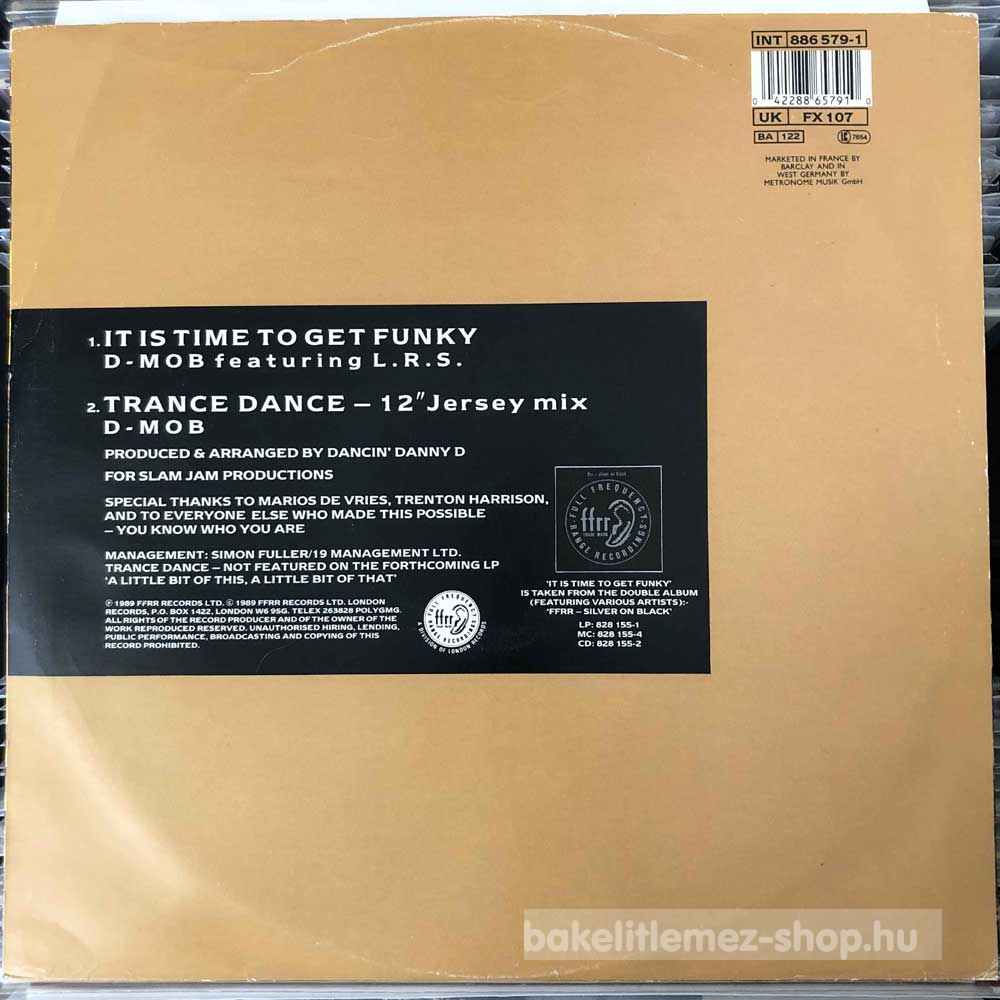 INT 886 579-1
0 42288 65791 0
UK FX 107
BA 122 7864
MARKETED IN FRANCE BY
BARCLAY AND IN
WEST GERMANY BY
METRONOME MUSIK GmbH
1. IT IS TIME TO GET FUNKY
D-MOB featuring L.R.S.
2. TRANCE DANCE – 12" Jersey mix
D-MOB
PRODUCED & ARRANGED BY DANCIN' DANNY D
FOR SLAM JAM PRODUCTIONS
SPECIAL THANKS TO MARIOS DE VRIES, TRENTON HARRISON,
AND TO EVERYONE ELSE WHO MADE THIS POSSIBLE
– YOU KNOW WHO YOU ARE
MANAGEMENT: SIMON FULLER/19 MANAGEMENT LTD.
TRANCE DANCE – NOT FEATURED ON THE FORTHCOMING LP
'A LITTLE BIT OF THIS, A LITTLE BIT OF THAT'
℗ 1989 FFRR RECORDS LTD. © 1989 FFRR RECORDS LTD. LONDON
RECORDS, P.O. BOX 1422, LONDON W6 9SG. TELEX 263828 POLYGMG.
ALL RIGHTS OF THE RECORD PRODUCER AND OF THE OWNER OF THE
WORK REPRODUCED RESERVED. UNAUTHORISED HIRING, LENDING,
PUBLIC PERFORMANCE, BROADCASTING AND COPYING OF THIS
RECORD PROHIBITED.
FULL FREQUENCY
ffrr
RANGE RECORDINGS
A DIVISION OF LONDON RECORDS
FULL FREQUENCY
ffrr
TRADE MARK
RANGE RECORDINGS
'IT IS TIME TO GET FUNKY'
IS TAKEN FROM THE DOUBLE ALBUM
(FEATURING VARIOUS ARTISTS):-
'FFRR – SILVER ON BLACK'
LP: 828 155-1
MC: 828 155-4
CD: 828 155-2
bakelitlemez-shop.hu